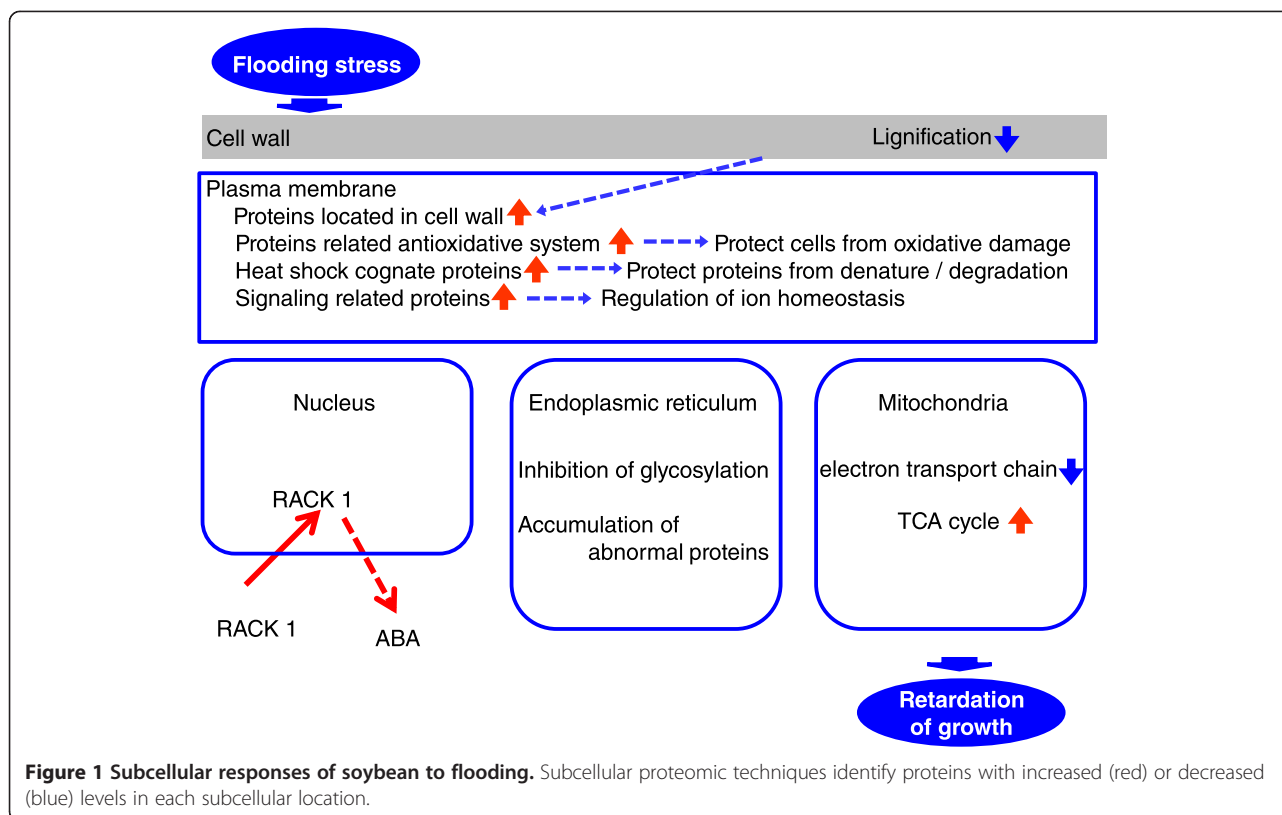 Flooding stress
Cell wall
Lignification
Plasma membrane
Proteins located in cell wall
Proteins related antioxidative system
Protect cells from oxidative damage
Heat shock cognate proteins
Protect proteins from denature / degradation
Signaling related proteins
Regulation of ion homeostasis
Nucleus
RACK 1
RACK 1
ABA
Endoplasmic reticulum
Inhibition of glycosylation
Accumulation of
abnormal proteins
Mitochondria
electron transport chain
TCA cycle
Retardation
of growth
Figure 1 Subcellular responses of soybean to flooding. Subcellular proteomic techniques identify proteins with increased (red) or decreased
(blue) levels in each subcellular location.